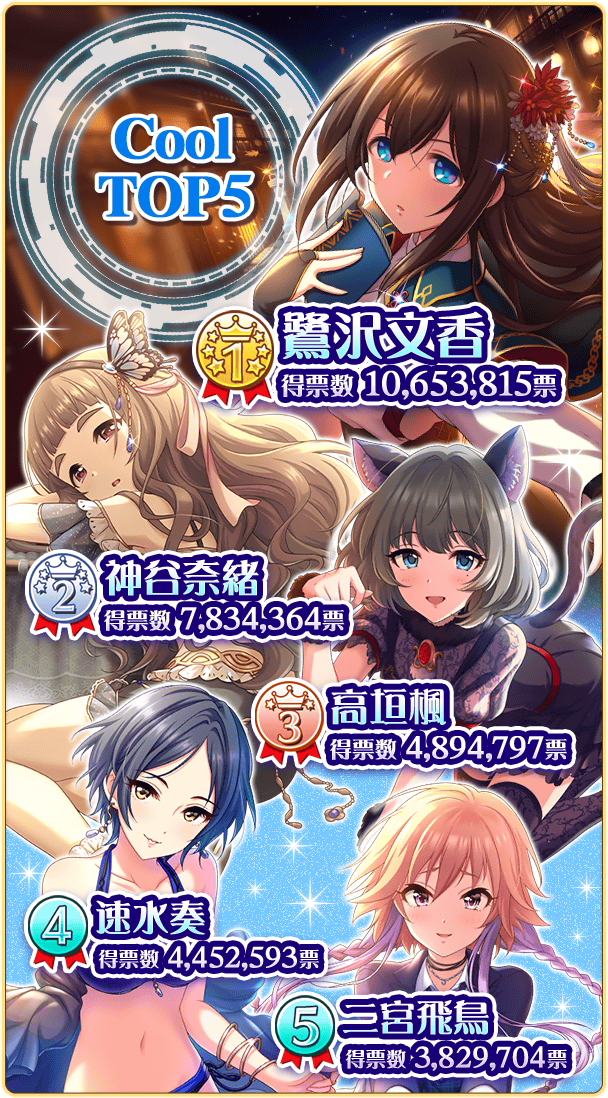 Cool
TOP5
1
鷺沢文香
得票数 10,653,815票
2
神谷奈緒
得票数 7,834,364票
3
高垣楓
得票数 4,894,797票
4
速水奏
得票数 4,452,593票
5
二宮飛鳥
得票数 3,829,704票